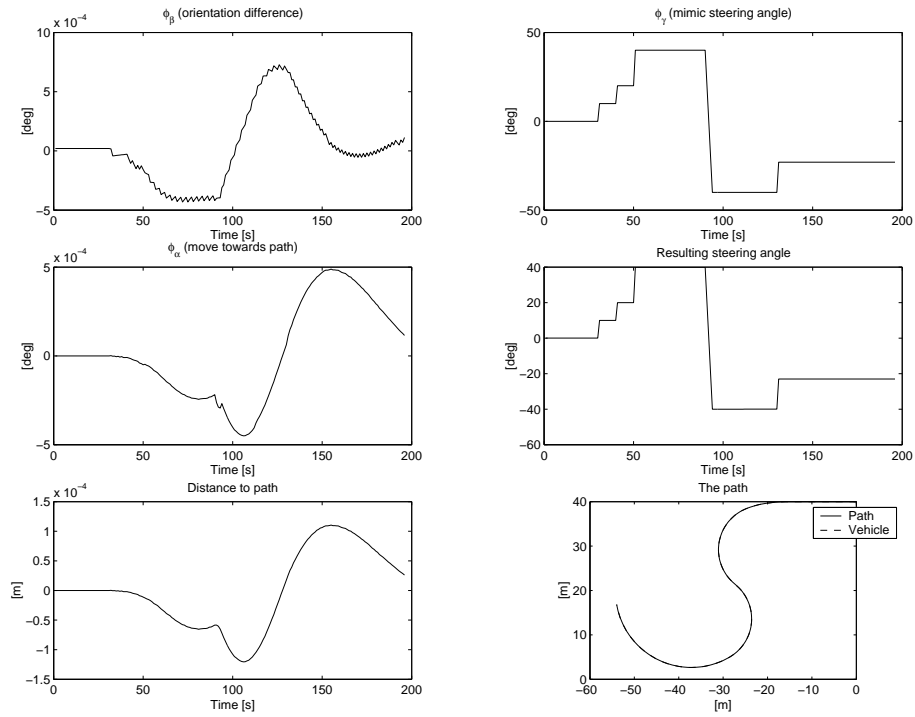 ϕβ (orientation difference)
x 10⁻⁴
10
5
0
−5
[deg]
0 50 100 150 200
Time [s]
ϕγ (mimic steering angle)
50
0
−50
[deg]
0 50 100 150 200
Time [s]
ϕα (move towards path)
x 10⁻⁴
5
0
−5
[deg]
0 50 100 150 200
Time [s]
Resulting steering angle
40
20
0
−20
−40
−60
[deg]
0 50 100 150 200
Time [s]
Distance to path
x 10⁻⁴
1.5
1
0.5
0
−0.5
−1
−1.5
[m]
0 50 100 150 200
Time [s]
The path
40
30
20
10
0
[m]
Path
Vehicle
−60 −50 −40 −30 −20 −10 0
[m]